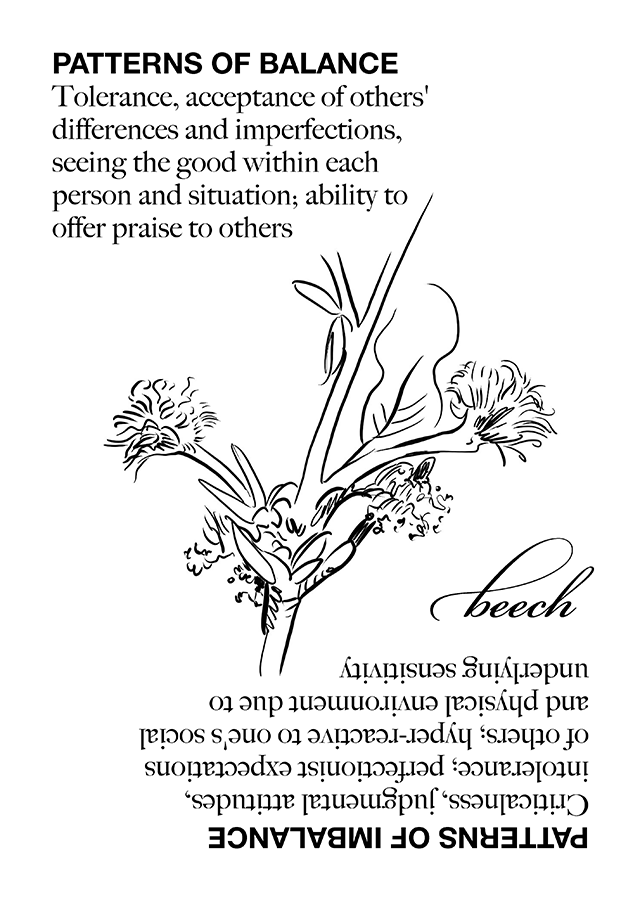 PATTERNS OF BALANCE
Tolerance, acceptance of others'
differences and imperfections,
seeing the good within each
person and situation; ability to
offer praise to others
beech
PATTERNS OF IMBALANCE
Criticalness, judgmental attitudes,
intolerance; perfectionist expectations
of others; hyper-reactive to one's social
and physical environment due to
underlying sensitivity